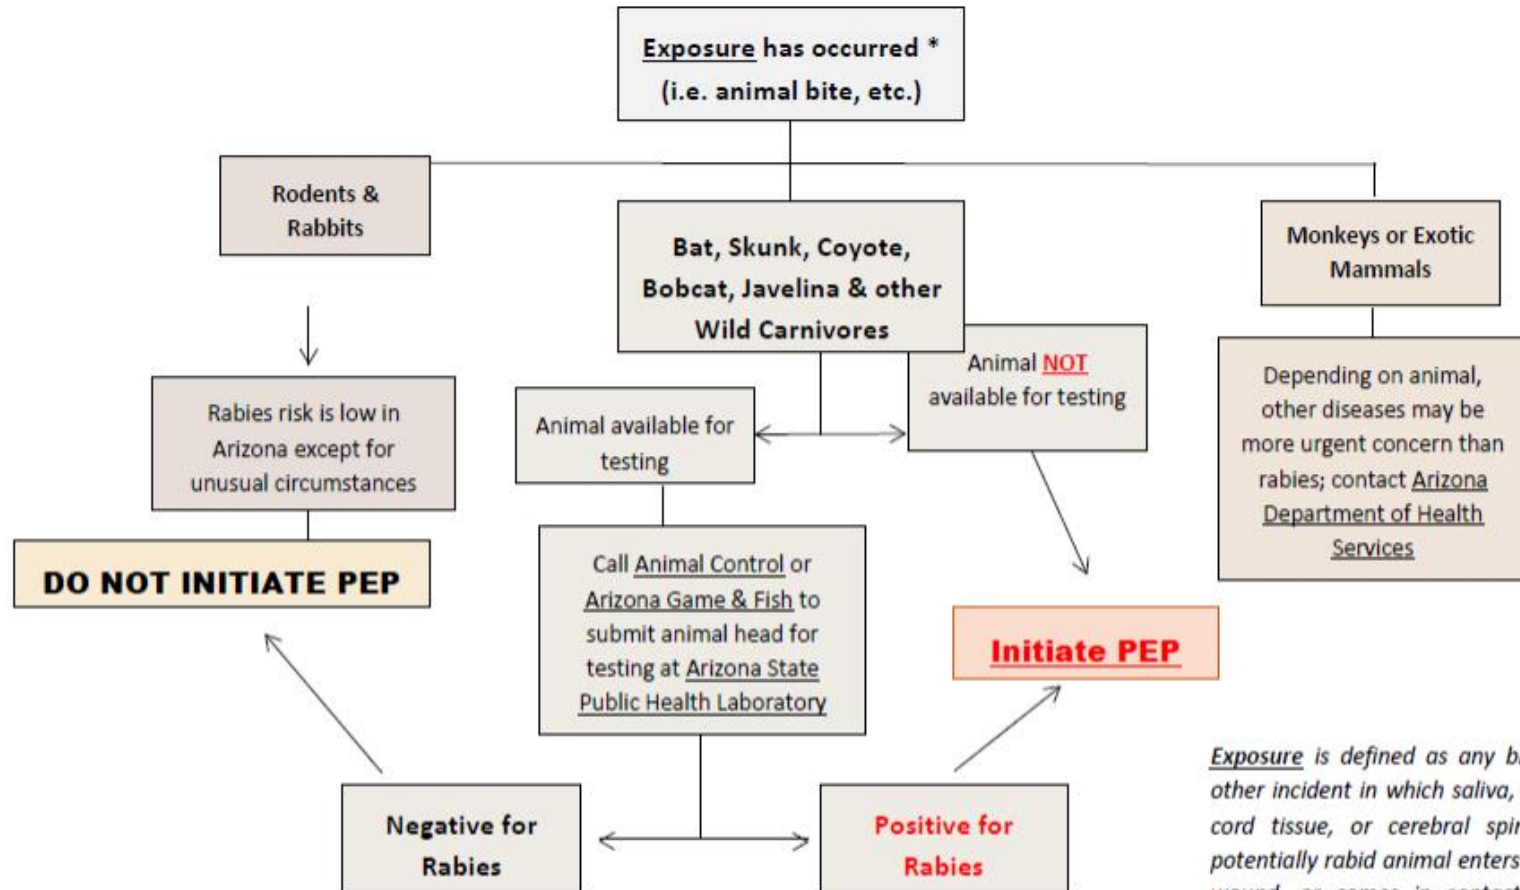 Exposure has occurred *
(i.e. animal bite, etc.)
Rodents &
Rabbits
Bat, Skunk, Coyote,
Bobcat, Javelina & other
Wild Carnivores
Monkeys or Exotic
Mammals
Rabies risk is low in
Arizona except for
unusual circumstances
Animal available for
testing
Animal NOT
available for testing
Depending on animal,
other diseases may be
more urgent concern than
rabies; contact Arizona
Department of Health
Services
DO NOT INITIATE PEP
Call Animal Control or
Arizona Game & Fish to
submit animal head for
testing at Arizona State
Public Health Laboratory
Initiate PEP
Negative for
Rabies
Positive for
Rabies
Exposure is defined as any
other incident in which saliva,
cord tissue, or cerebral
potentially rabid animal enters
wound, or comes in contact